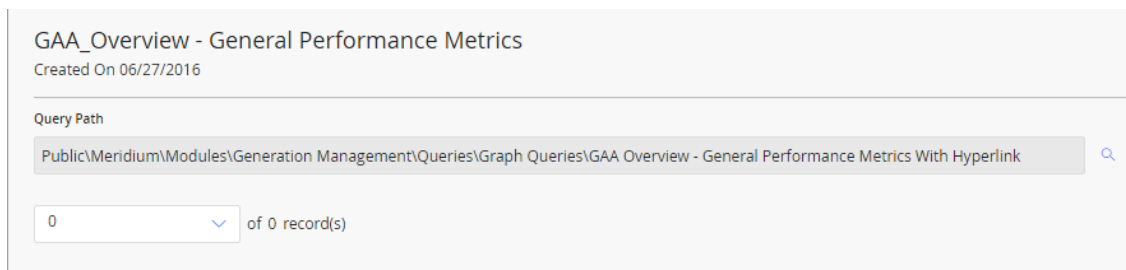 GAA_Overview - General Performance Metrics
Created On 06/27/2016
Query Path
Public\Meridium\Modules\Generation Management\Queries\Graph Queries\GAA Overview - General Performance Metrics With Hyperlink
0 of 0 record(s)